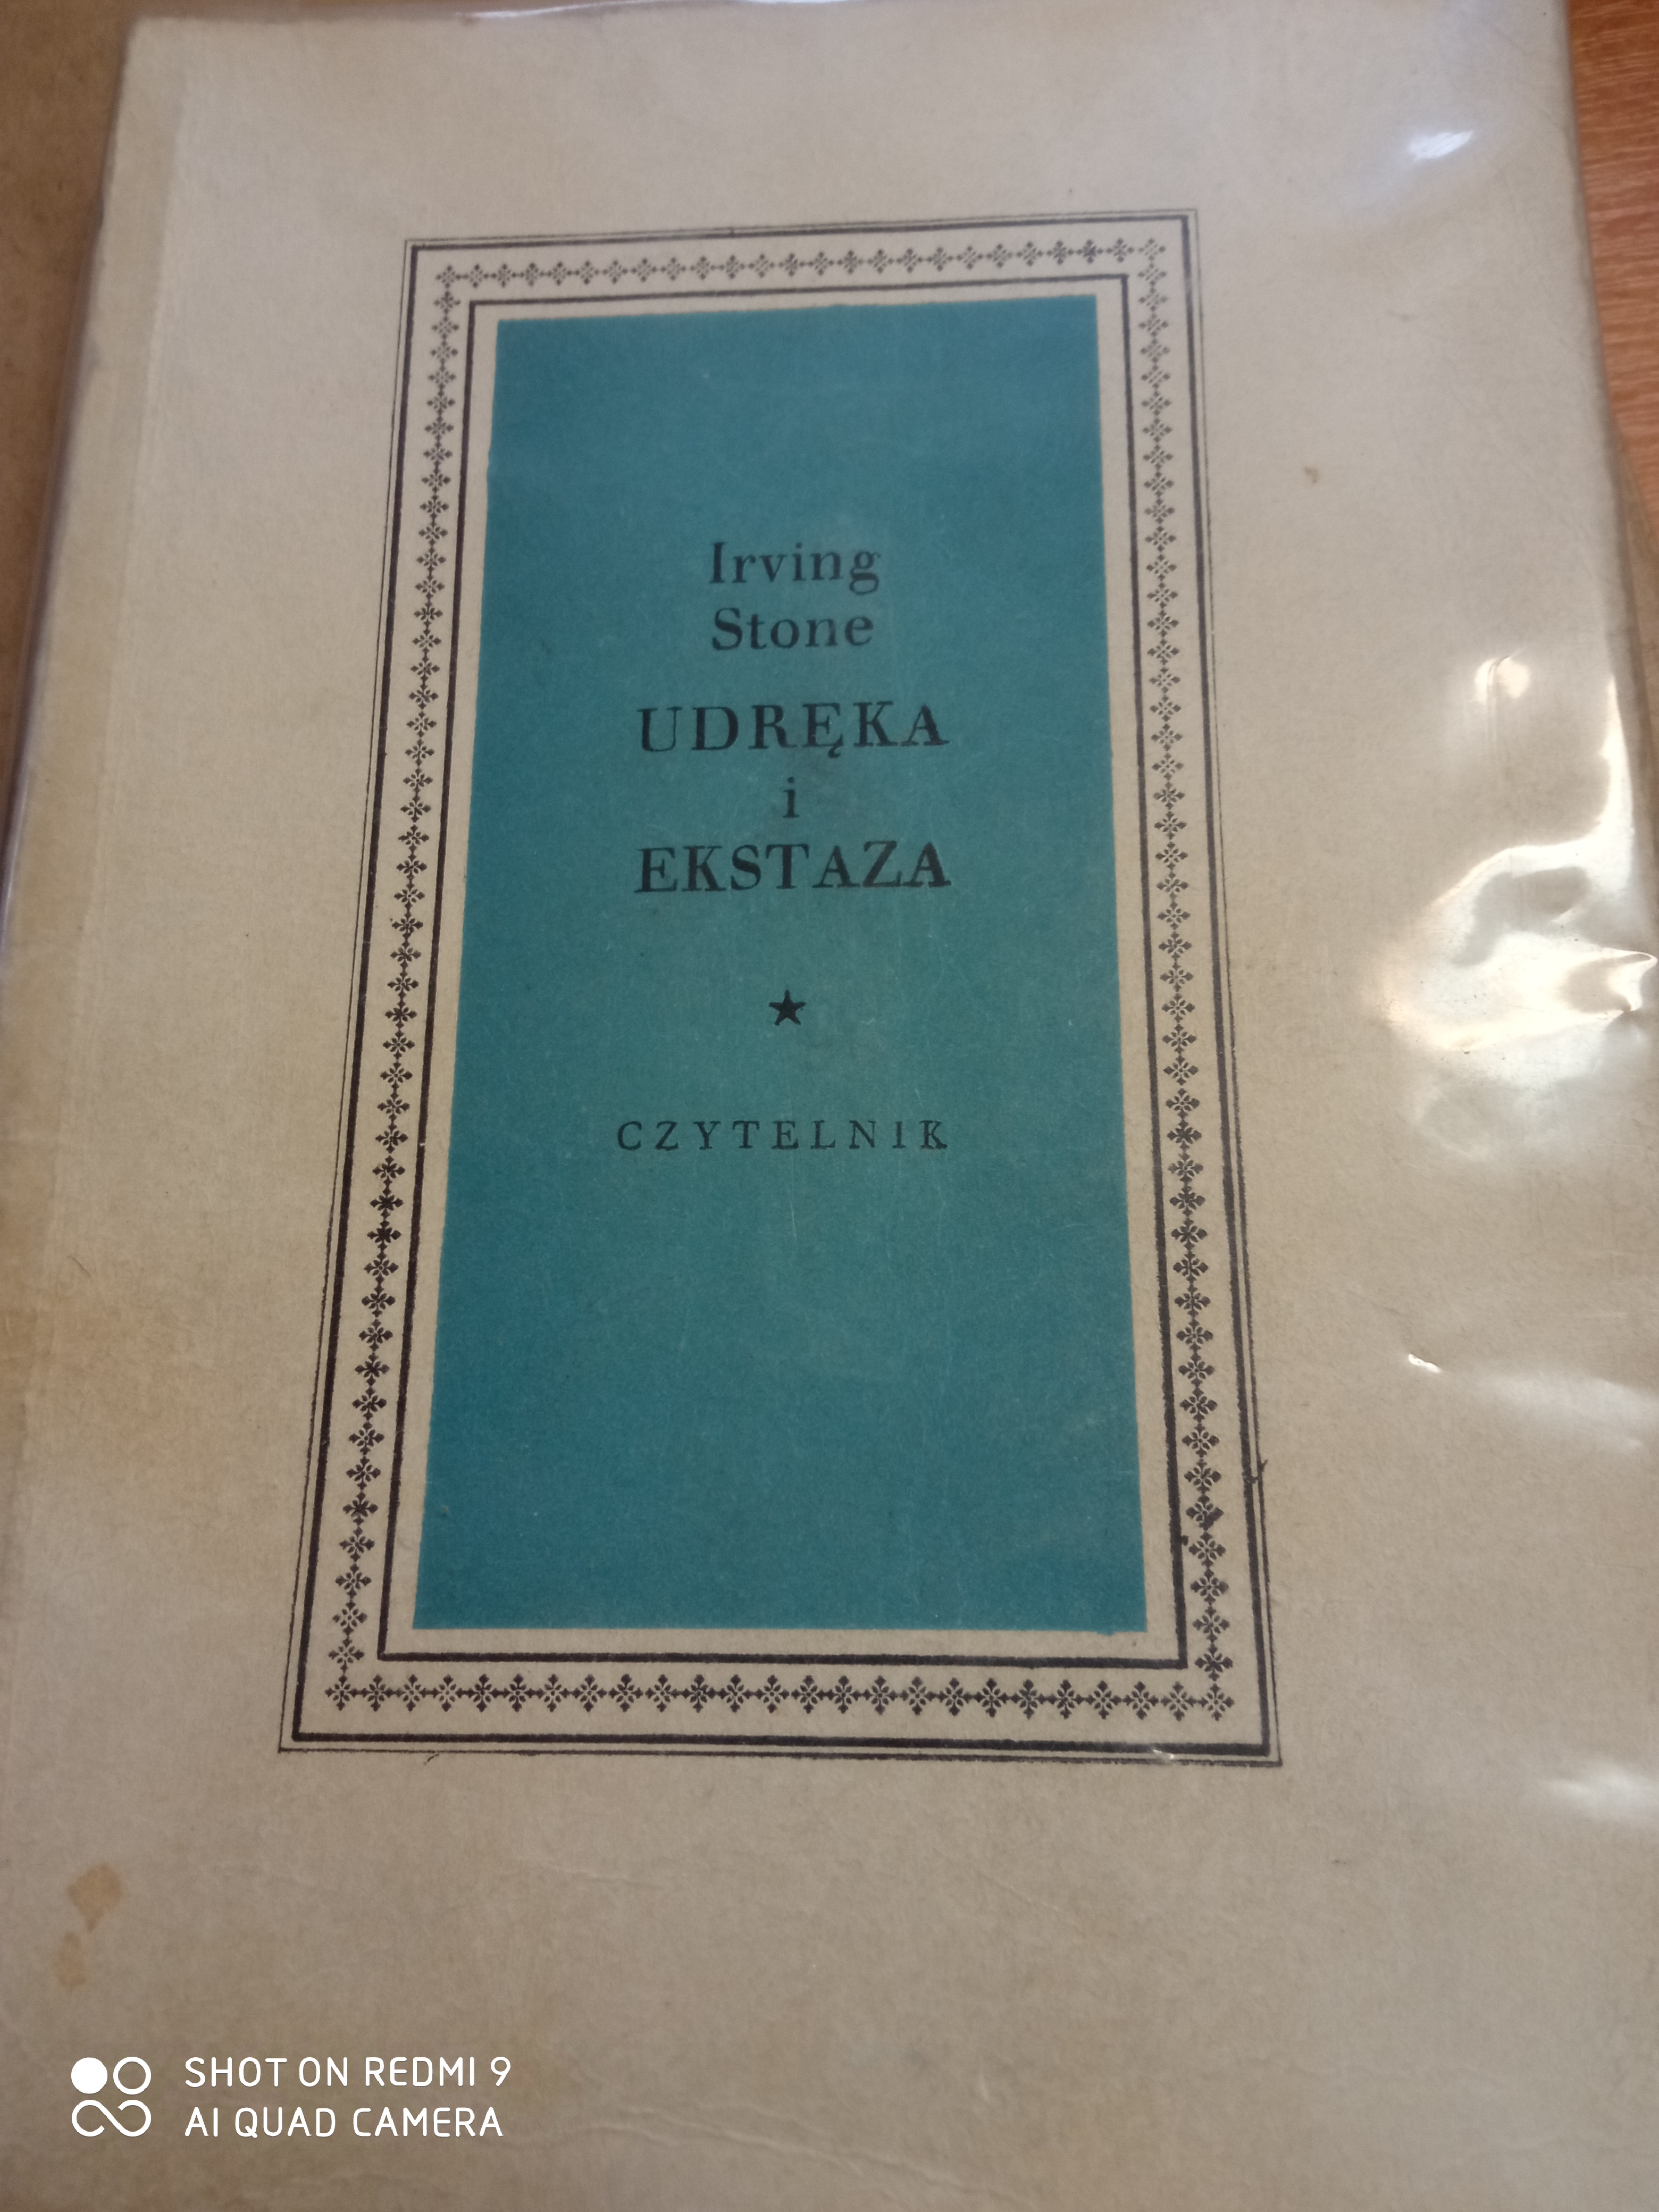 Irving
Stone
UDRĘKA
i
EKSTAZA
★
CZYTELNIK
SHOT ON REDMI 9
AI QUAD CAMERA